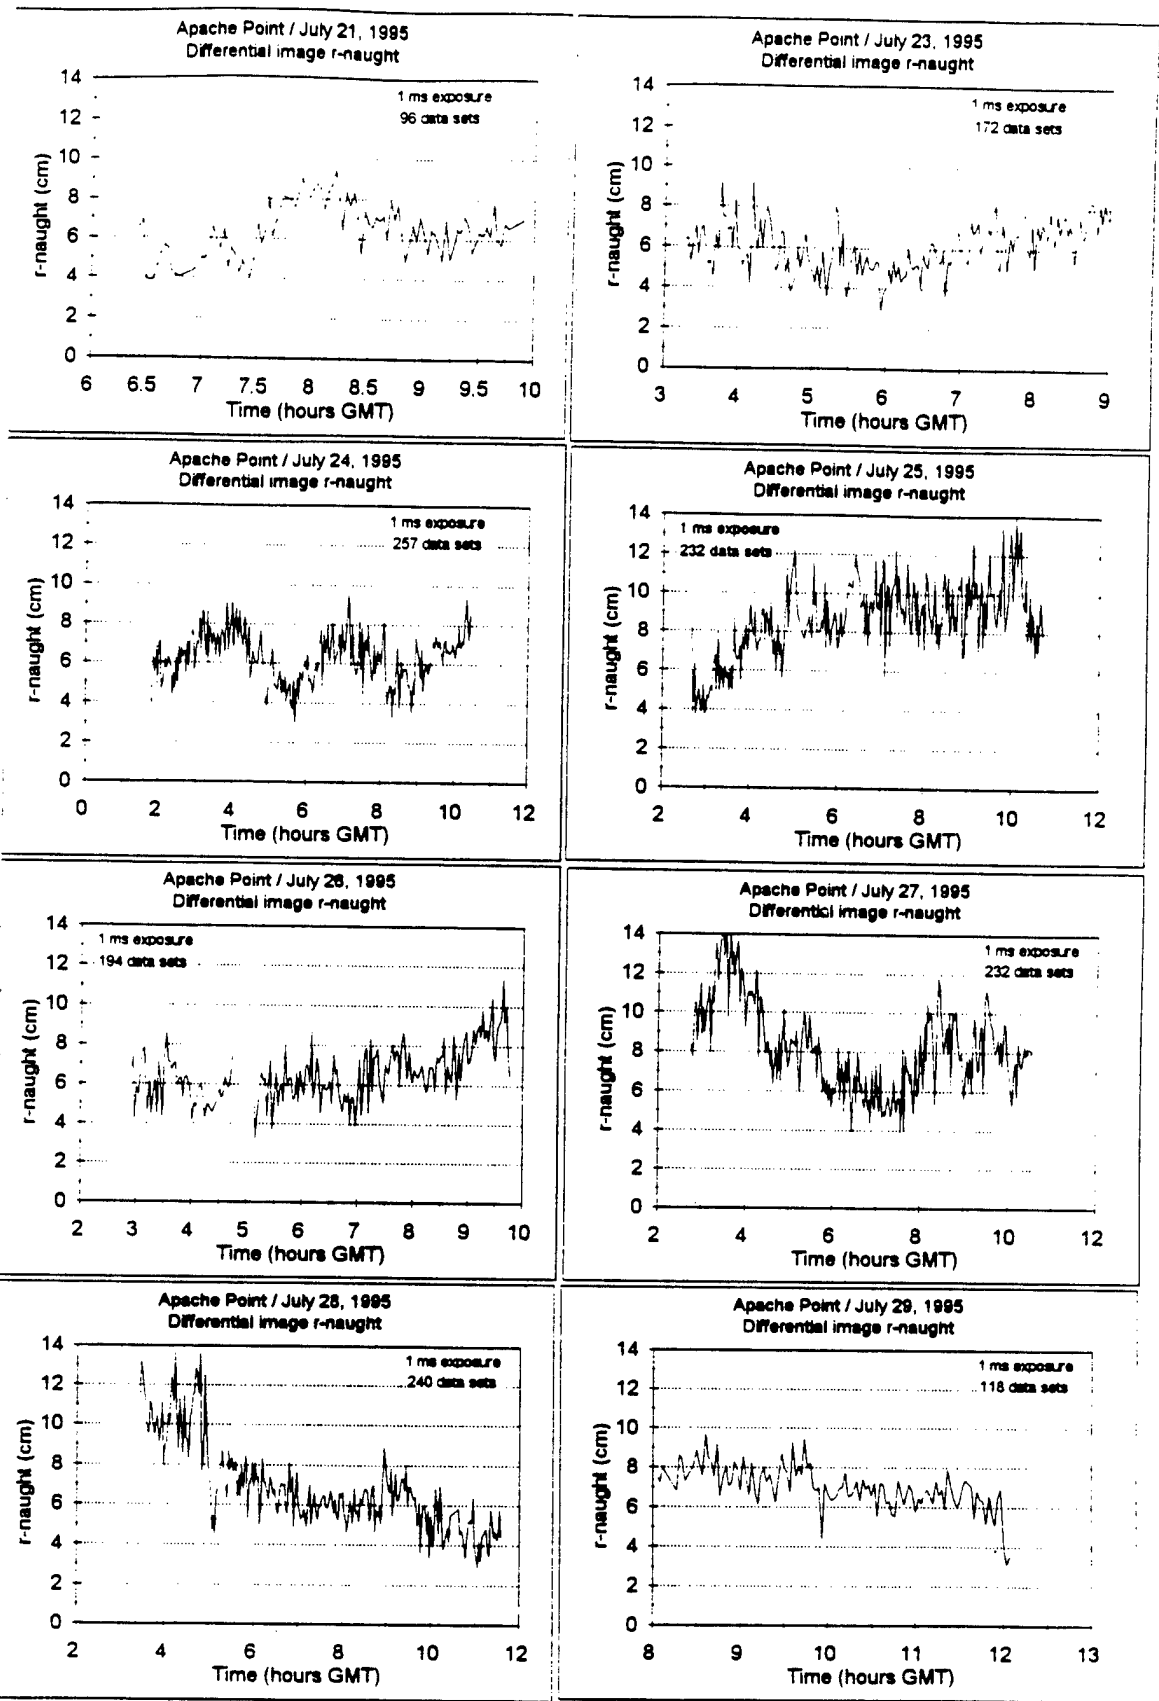 Apache Point / July 21, 1995
Differential image r-naught
14
12
10
8
6
4
2
0
r-naught (cm)
1 ms exposure
96 data sets
6 6.5 7 7.5 8 8.5 9 9.5 10
Time (hours GMT)
Apache Point / July 23, 1995
Differential image r-naught
14
12
10
8
6
4
2
0
r-naught (cm)
1 ms exposure
172 data sets
3 4 5 6 7 8 9
Time (hours GMT)
Apache Point / July 24, 1995
Differential image r-naught
14
12
10
8
6
4
2
0
r-naught (cm)
1 ms exposure
257 data sets
0 2 4 6 8 10 12
Time (hours GMT)
Apache Point / July 25, 1995
Differential image r-naught
14
12
10
8
6
4
2
0
r-naught (cm)
1 ms exposure
232 data sets
2 4 6 8 10 12
Time (hours GMT)
Apache Point / July 26, 1995
Differential image r-naught
14
12
10
8
6
4
2
0
r-naught (cm)
1 ms exposure
194 data sets
2 3 4 5 6 7 8 9 10
Time (hours GMT)
Apache Point / July 27, 1995
Differential image r-naught
14
12
10
8
6
4
2
0
r-naught (cm)
1 ms exposure
232 data sets
2 4 6 8 10 12
Time (hours GMT)
Apache Point / July 28, 1995
Differential image r-naught
14
12
10
8
6
4
2
0
r-naught (cm)
1 ms exposure
240 data sets
2 4 6 8 10 12
Time (hours GMT)
Apache Point / July 29, 1995
Differential image r-naught
14
12
10
8
6
4
2
0
r-naught (cm)
1 ms exposure
118 data sets
8 9 10 11 12 13
Time (hours GMT)